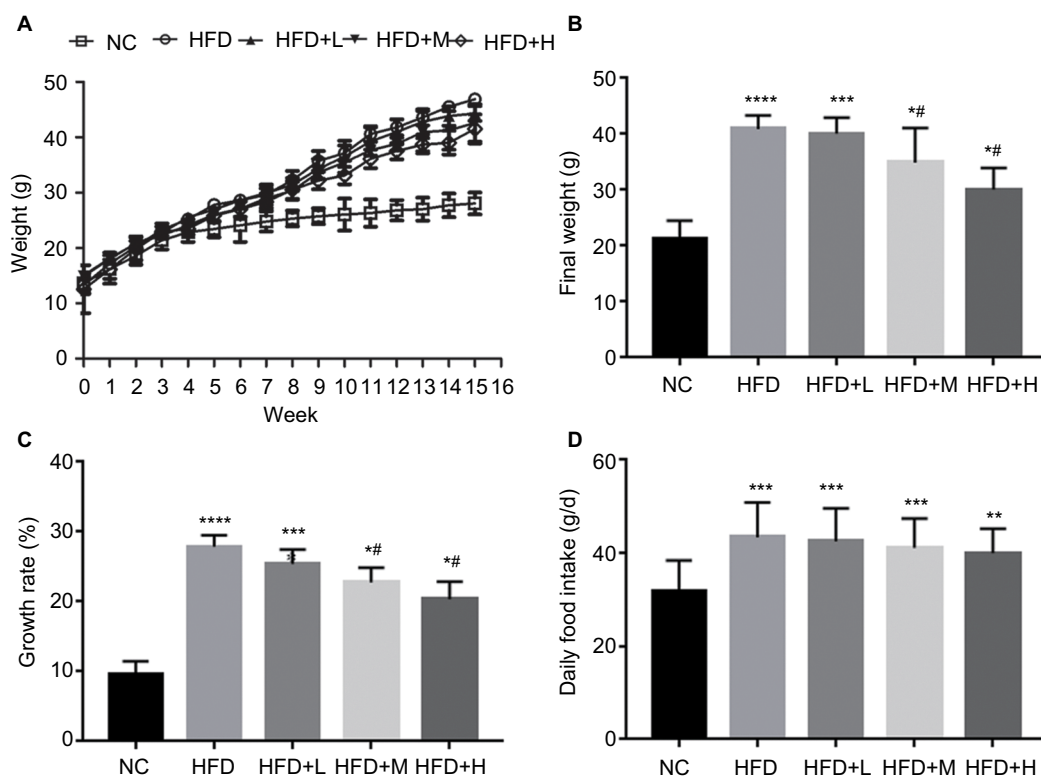 A
NC HFD HFD+L HFD+M HFD+H
Weight (g)
50
40
30
20
10
0
0 1 2 3 4 5 6 7 8 9 10 11 12 13 14 15 16
Week
B
Final weight (g)
50
40
30
20
10
0
**** *** *# *#
NC HFD HFD+L HFD+M HFD+H
C
Growth rate (%)
40
30
20
10
0
**** *** *# *#
*
NC HFD HFD+L HFD+M HFD+H
D
Daily food intake (g/d)
60
40
20
0
*** *** *** **
NC HFD HFD+L HFD+M HFD+H